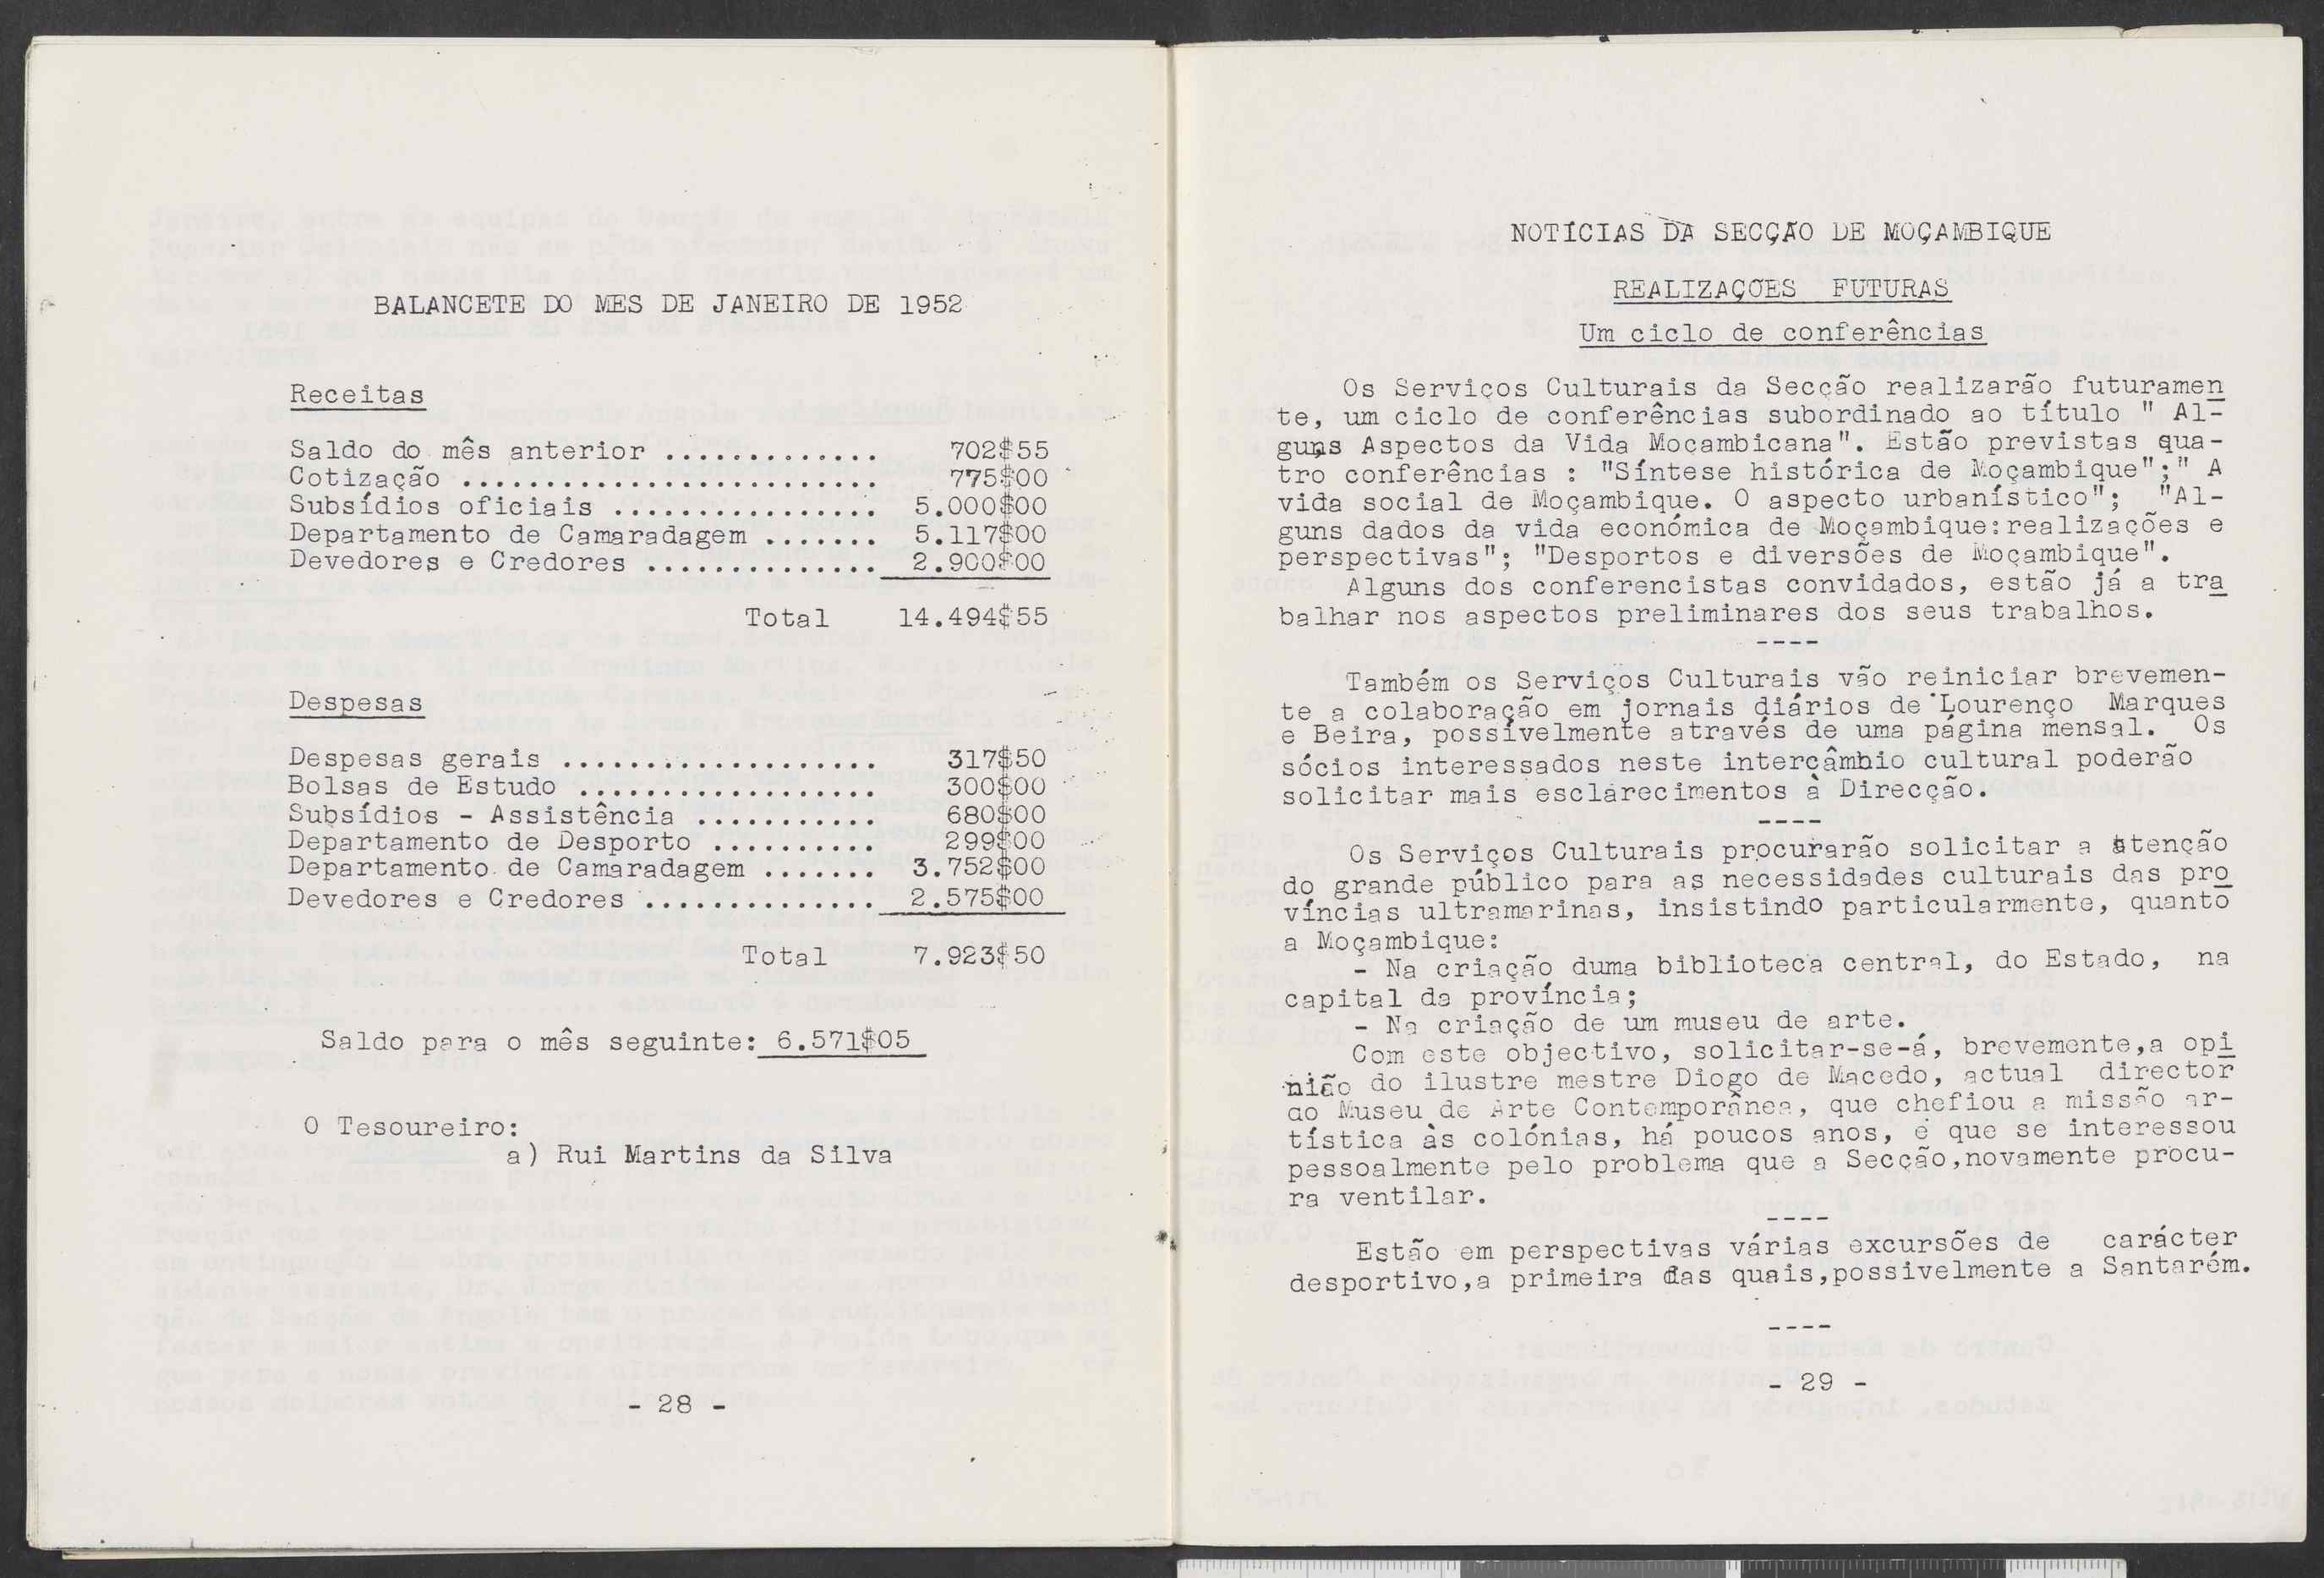 BALANCETE DO MES DE JANEIRO DE 1952
Receitas
Saldo do mês anterior ............. 702$55
Cotização ......................... 775$00
Subsídios oficiais ................ 5.000$00
Departamento de Camaradagem ....... 5.117$00
Devedores e Credores .............. 2.900$00
Total 14.494$55
Despesas
Despesas gerais ................... 317$50
Bolsas de Estudo .................. 300$00
Subsídios - Assistência ........... 680$00
Departamento de Desporto .......... 299$00
Departamento de Camaradagem ....... 3.752$00
Devedores e Credores .............. 2.575$00
Total 7.923$50
Saldo para o mês seguinte: 6.571$05
O Tesoureiro:
a) Rui Martins da Silva
- 28 -
NOTÍCIAS DA SECÇÃO DE MOÇAMBIQUE
REALIZAÇOES FUTURAS
Um ciclo de conferências
Os Serviços Culturais da Secção realizarão futuramen
te, um ciclo de conferências subordinado ao título " Al-
guns Aspectos da Vida Moçambicana". Estão previstas qua-
tro conferências : "Síntese histórica de Moçambique";" A
vida social de Moçambique. O aspecto urbanístico"; "Al-
guns dados da vida económica de Moçambique:realizações e
perspectivas"; "Desportos e diversões de Moçambique".
Alguns dos conferencistas convidados, estão já a tra
balhar nos aspectos preliminares dos seus trabalhos.
----
Também os Serviços Culturais vão reiniciar brevemen-
te a colaboração em jornais diários de Lourenço Marques
e Beira, possívelmente através de uma página mensal. Os
sócios interessados neste intercâmbio cultural poderão
solicitar mais esclarecimentos à Direcção.
----
Os Serviços Culturais procurarão solicitar a atenção
do grande público para as necessidades culturais das pro
víncias ultramarinas, insistindo particularmente, quanto
a Moçambique:
- Na criação duma biblioteca central, do Estado, na
capital da província;
- Na criação de um museu de arte.
Com este objectivo, solicitar-se-á, brevemente,a opi
nião do ilustre mestre Diogo de Macedo, actual director
do Museu de Arte Contemporânea, que chefiou a missão ar-
tística às colónias, há poucos anos, e que se interessou
pessoalmente pelo problema que a Secção,novamente procu-
ra ventilar.
----
Estão em perspectivas várias excursões de carácter
desportivo,a primeira das quais,possivelmente a Santarém.
----
- 29 -